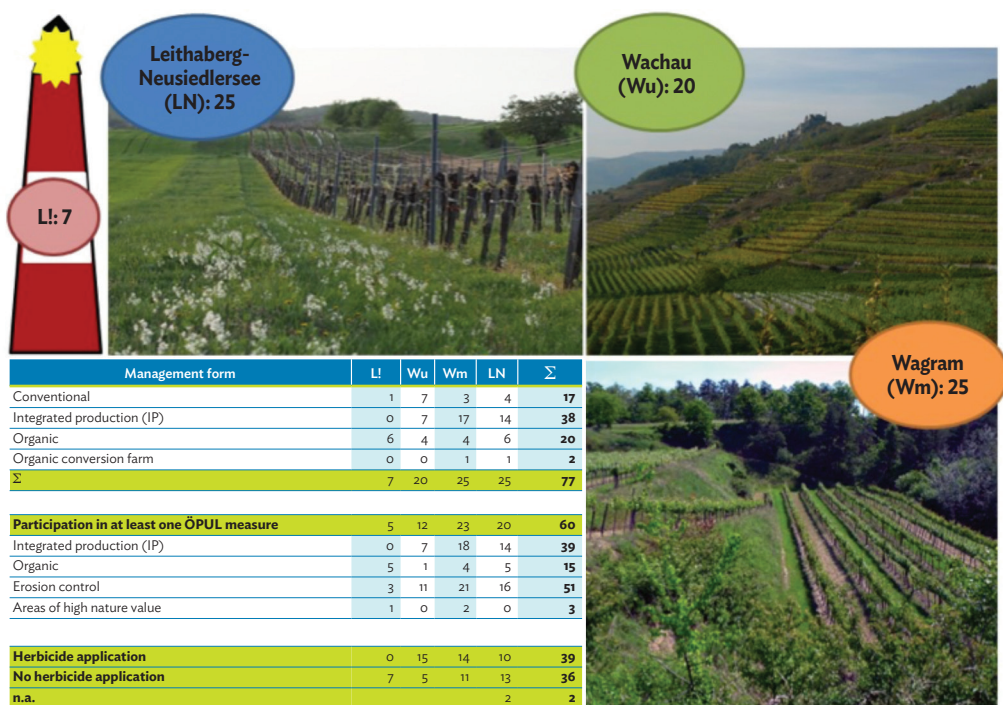 Leithaberg-
Neusiedlersee
(LN): 25
Wachau
(Wu): 20
L!: 7
Wagram
(Wm): 25
Management form L! Wu Wm LN Σ
Conventional 1 7 3 4 17
Integrated production (IP) 0 7 17 14 38
Organic 6 4 4 6 20
Organic conversion farm 0 0 1 1 2
Σ 7 20 25 25 77
Participation in at least one ÖPUL measure 5 12 23 20 60
Integrated production (IP) 0 7 18 14 39
Organic 5 1 4 5 15
Erosion control 3 11 21 16 51
Areas of high nature value 1 0 2 0 3
Herbicide application 0 15 14 10 39
No herbicide application 7 5 11 13 36
n.a. 2 2